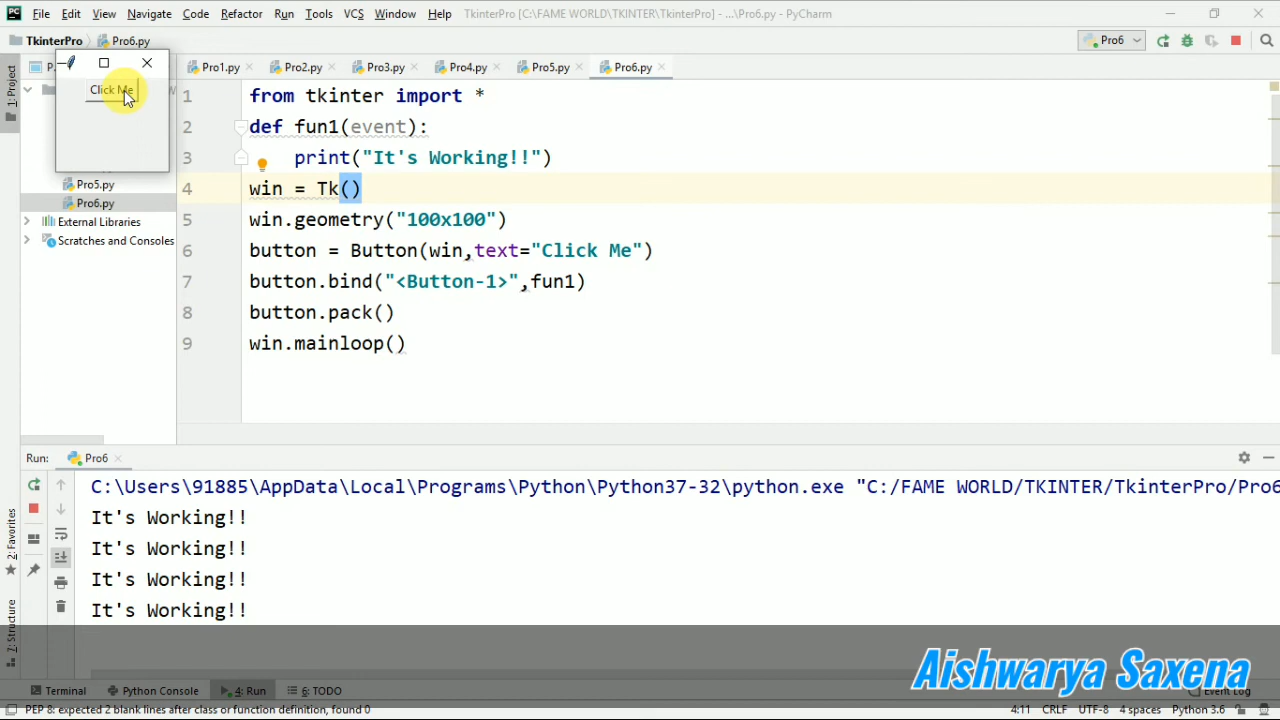 File Edit View Navigate Code Refactor Run Tools VCS Window Help TkinterPro [C:\FAME WORLD\TKINTER\TkinterPro] - ...\Pro6.py - PyCharm
TkinterPro Pro6.py Pro6
1: Project P. Pro1.py Pro2.py Pro3.py Pro4.py Pro5.py Pro6.py
Click Me
1 from tkinter import *
2 def fun1(event):
3 print("It's Working!!")
4 win = Tk()
5 win.geometry("100x100")
6 button = Button(win,text="Click Me")
7 button.bind("<Button-1>",fun1)
8 button.pack()
9 win.mainloop()
Pro5.py
Pro6.py
External Libraries
Scratches and Consoles
Run: Pro6
C:\Users\91885\AppData\Local\Programs\Python\Python37-32\python.exe "C:/FAME WORLD/TKINTER/TkinterPro/Pro6
It's Working!!
It's Working!!
It's Working!!
It's Working!!
2: Favorites
Z: Structure
Aishwarya Saxena
Terminal Python Console 4: Run 6: TODO Event Log
PEP 8: expected 2 blank lines after class or function definition, found 0 4:11 CRLF UTF-8 4 spaces Python 3.6